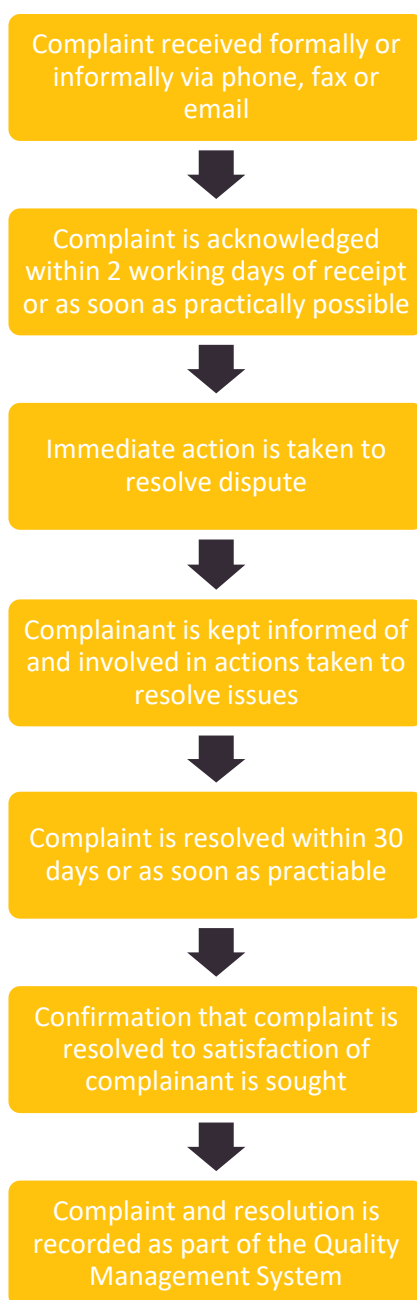 Complaint received formally or
informally via phone, fax or
email
Complaint is acknowledged
within 2 working days of receipt
or as soon as practically possible
Immediate action is taken to
resolve dispute
Complainant is kept informed of
and involved in actions taken to
resolve issues
Complaint is resolved within 30
days or as soon as practiable
Confirmation that complaint is
resolved to satisfaction of
complainant is sought
Complaint and resolution is
recorded as part of the Quality
Management System